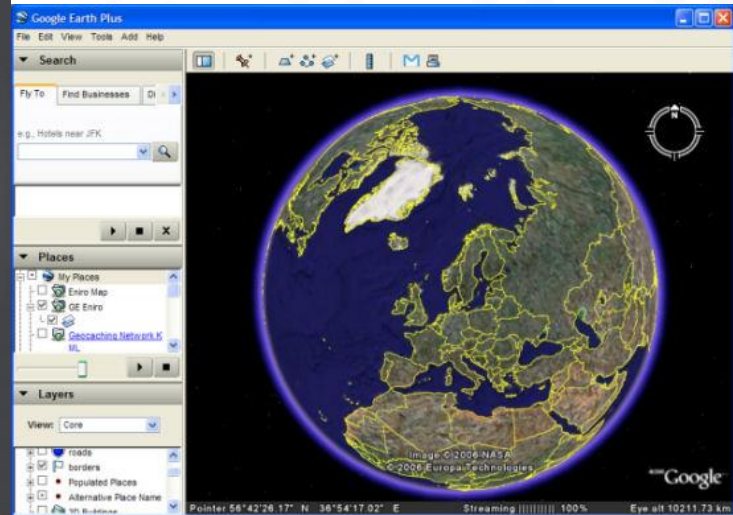 Google Earth Plus
File Edit View Tools Add Help
Search
Fly To
Find Businesses
e.g., Hotels near JFK
N
Places
My Places
Eniro Map
GE Eniro
Geocaching Network K
ML
Layers
View: Core
roads
borders
Populated Places
Alternative Place Name
3D Buildings
Image © 2006 NASA
© 2006 Europa Technologies
Google
Pointer 56°42'26.17" N 36°54'17.02" E
Streaming |||||||||| 100%
Eye alt 10211.73 km